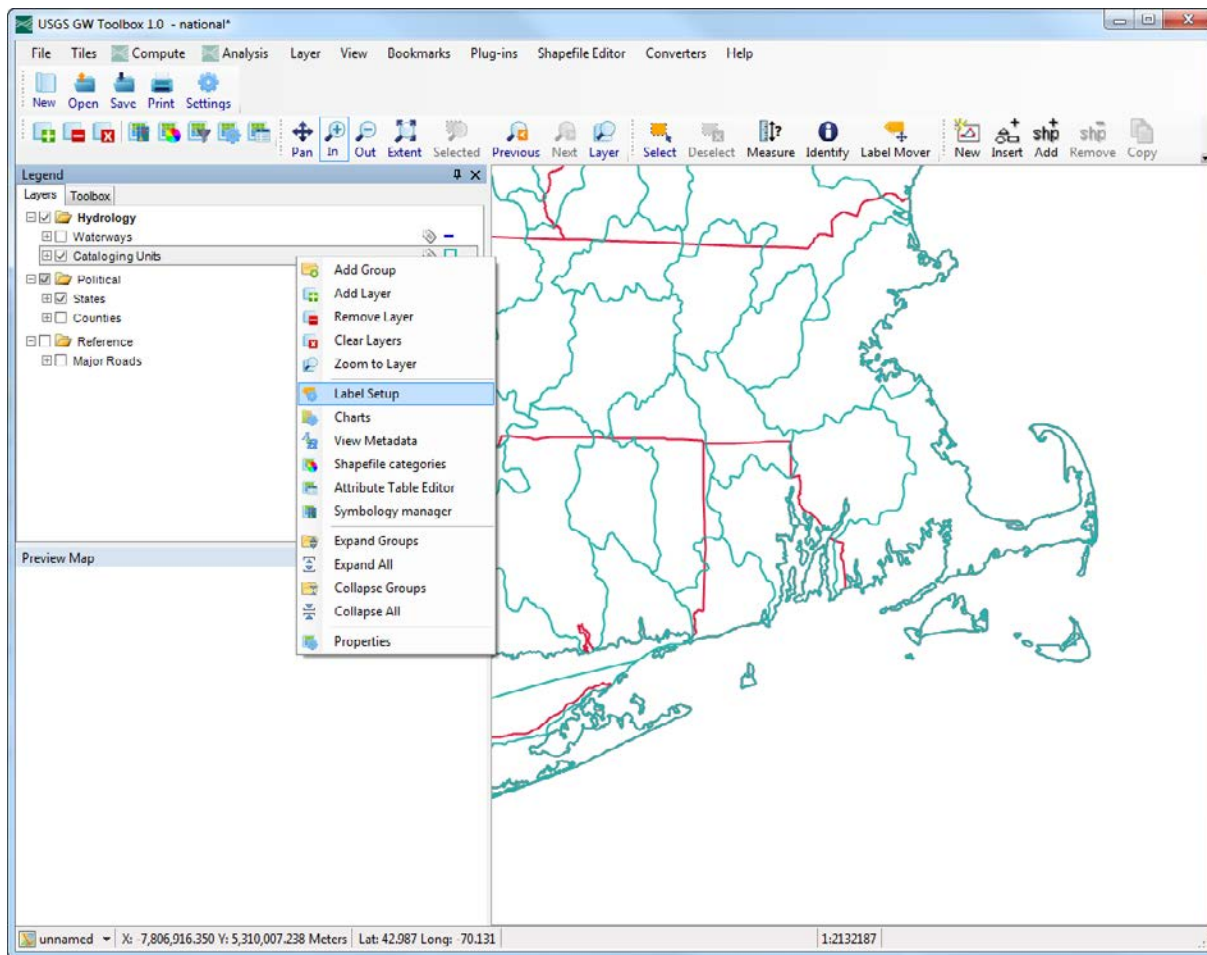 USGS GW Toolbox 1.0 - national*
File Tiles Compute Analysis Layer View Bookmarks Plug-ins Shapefile Editor Converters Help
New Open Save Print Settings
Pan In Out Extent Selected Previous Next Layer Select Deselect Measure Identify Label Mover New Insert Add Remove Copy
Legend
Layers Toolbox
Hydrology
Waterways
Cataloging Units
Political
States
Counties
Reference
Major Roads
Add Group
Add Layer
Remove Layer
Clear Layers
Zoom to Layer
Label Setup
Charts
View Metadata
Shapefile categories
Attribute Table Editor
Symbology manager
Expand Groups
Expand All
Collapse Groups
Collapse All
Properties
Preview Map
unnamed X: -7,806,916.350 Y: 5,310,007.238 Meters Lat: 42.987 Long: -70.131 1:2132187